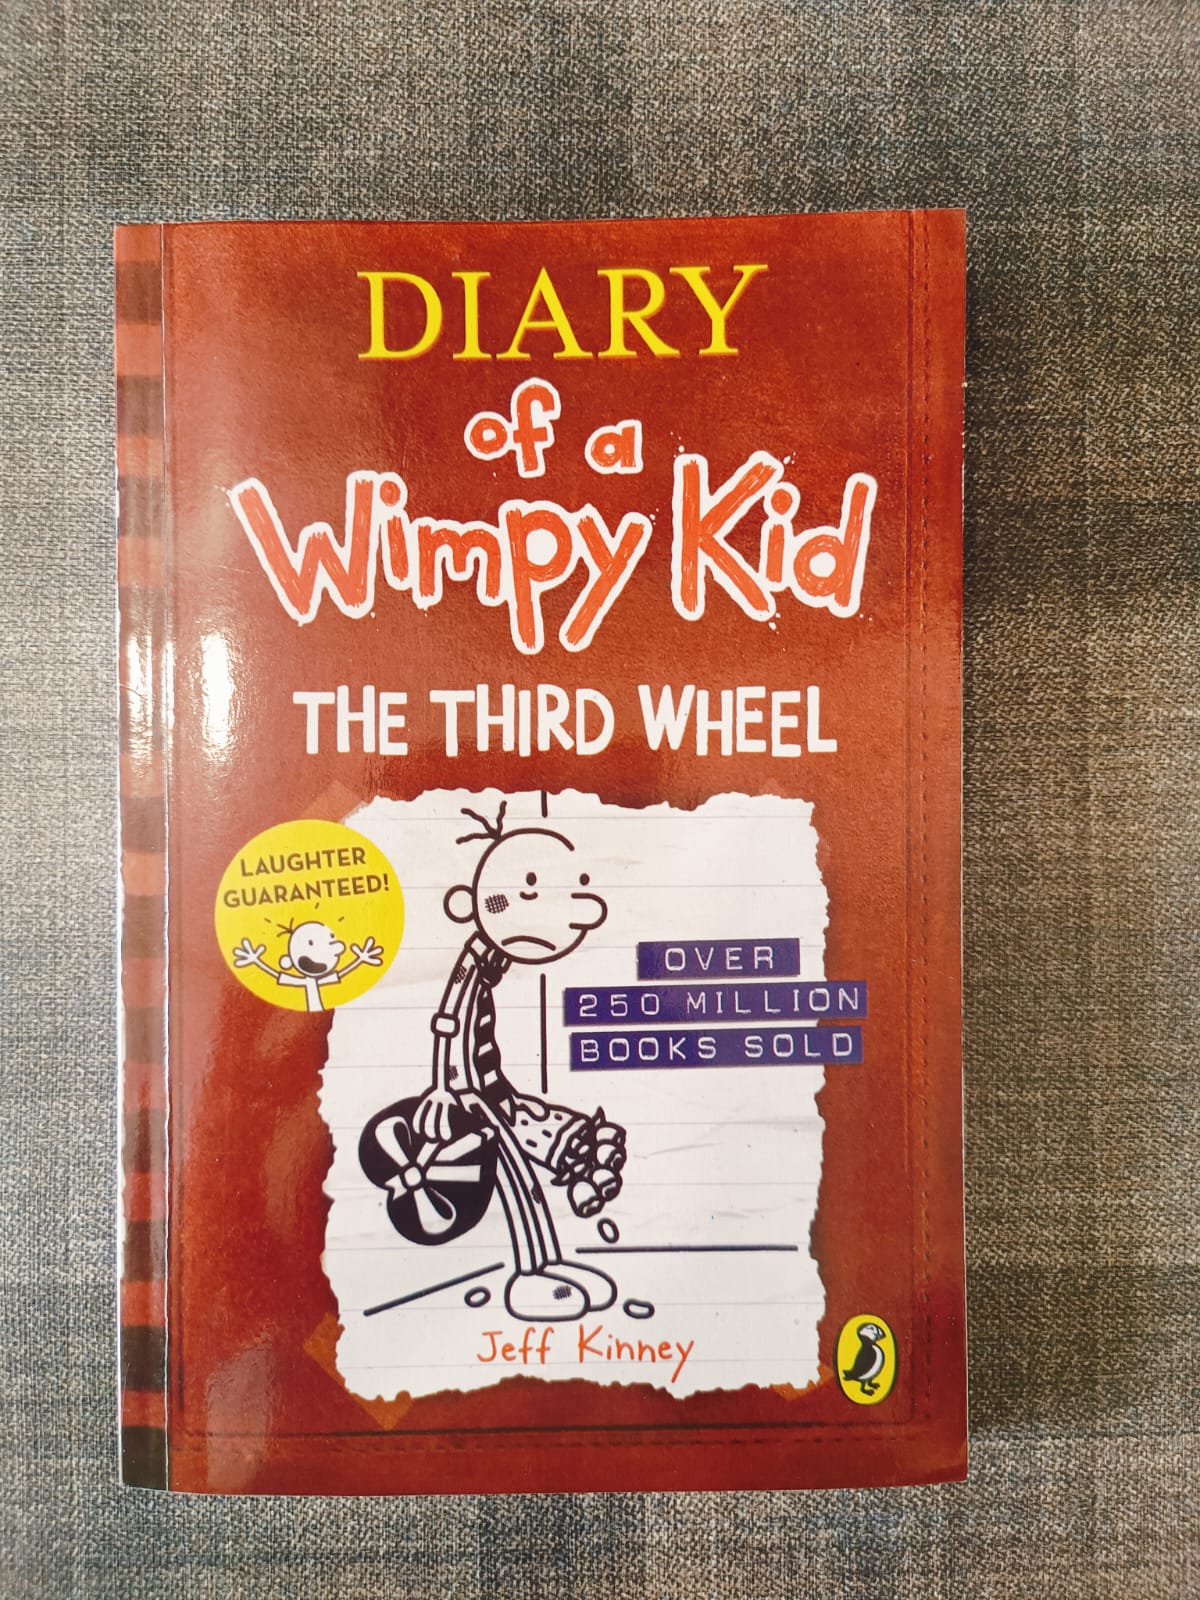 DIARY
of a
Wimpy Kid
THE THIRD WHEEL
LAUGHTER
GUARANTEED!
OVER
250 MILLION
BOOKS SOLD
Jeff Kinney